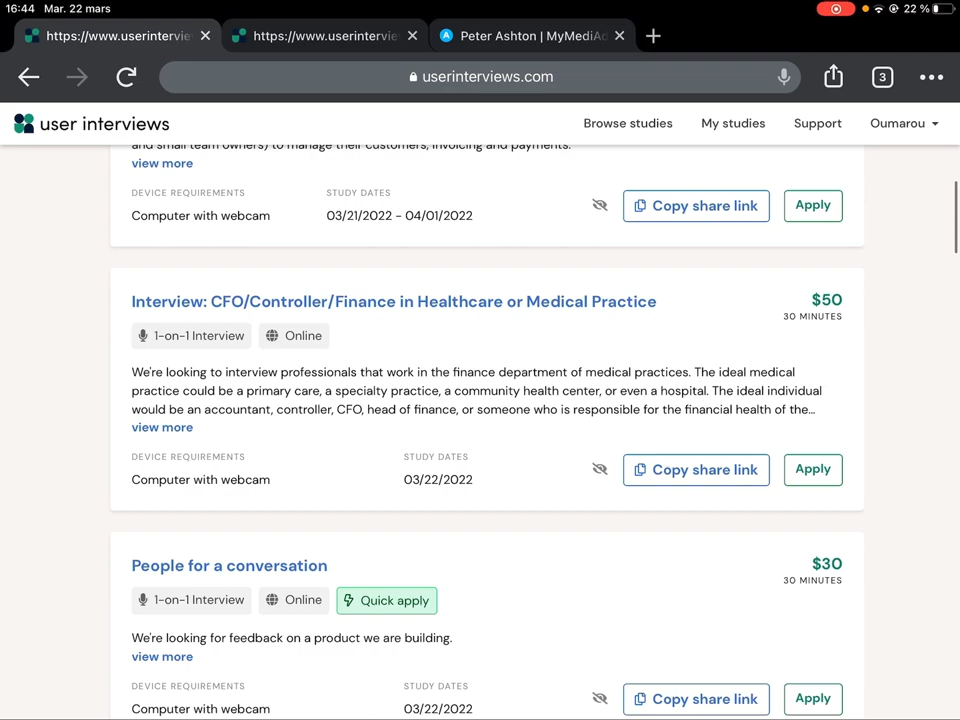 16:44 Mar. 22 mars
22 %
https://www.userintervie
https://www.userintervie
Peter Ashton | MyMediAd
userinterviews.com
3
user interviews
Browse studies
My studies
Support
Oumarou
and small team owners) to manage their customers, invoicing and payments.
view more
DEVICE REQUIREMENTS
STUDY DATES
Computer with webcam
03/21/2022 - 04/01/2022
Copy share link
Apply
Interview: CFO/Controller/Finance in Healthcare or Medical Practice
$50
30 MINUTES
1-on-1 Interview
Online
We're looking to interview professionals that work in the finance department of medical practices. The ideal medical
practice could be a primary care, a specialty practice, a community health center, or even a hospital. The ideal individual
would be an accountant, controller, CFO, head of finance, or someone who is responsible for the financial health of the...
view more
DEVICE REQUIREMENTS
STUDY DATES
Computer with webcam
03/22/2022
Copy share link
Apply
People for a conversation
$30
30 MINUTES
1-on-1 Interview
Online
Quick apply
We're looking for feedback on a product we are building.
view more
DEVICE REQUIREMENTS
STUDY DATES
Computer with webcam
03/22/2022
Copy share link
Apply